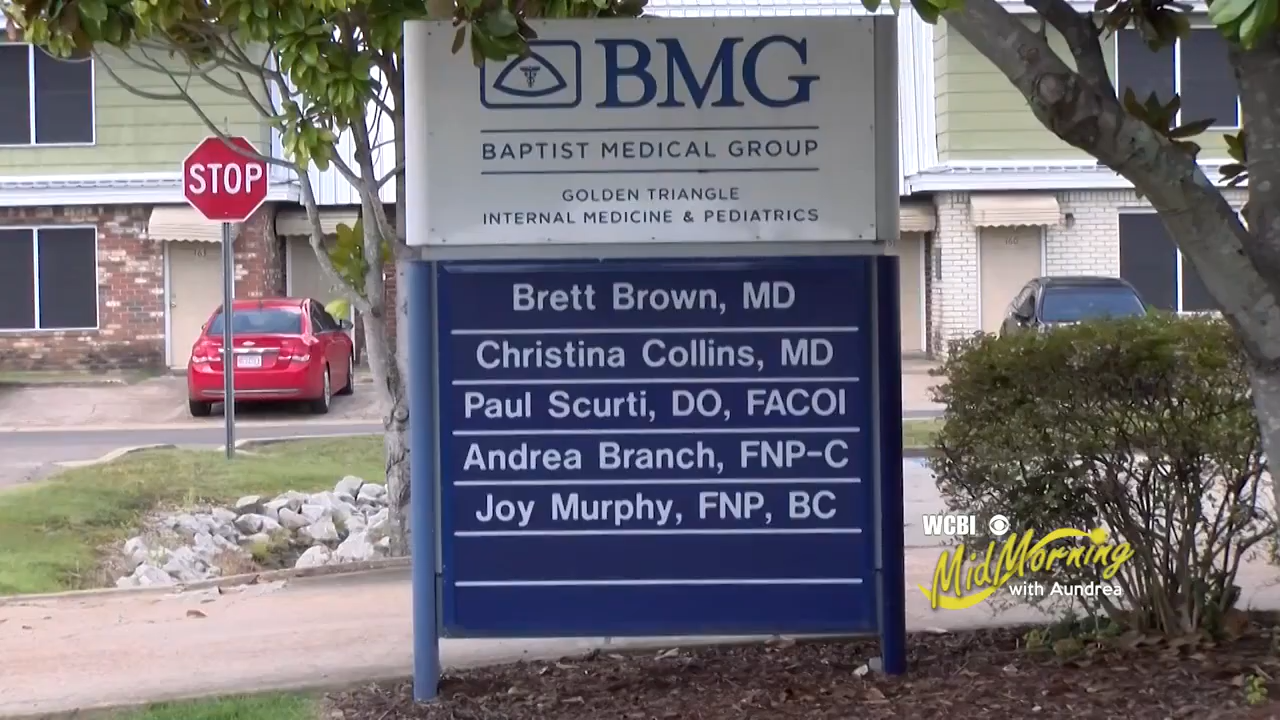 BMG
BAPTIST MEDICAL GROUP
GOLDEN TRIANGLE
INTERNAL MEDICINE & PEDIATRICS
STOP
Brett Brown, MD
Christina Collins, MD
Paul Scurti, DO, FACOI
Andrea Branch, FNP-C
Joy Murphy, FNP, BC
WCBI
MidMorning
with Aundrea